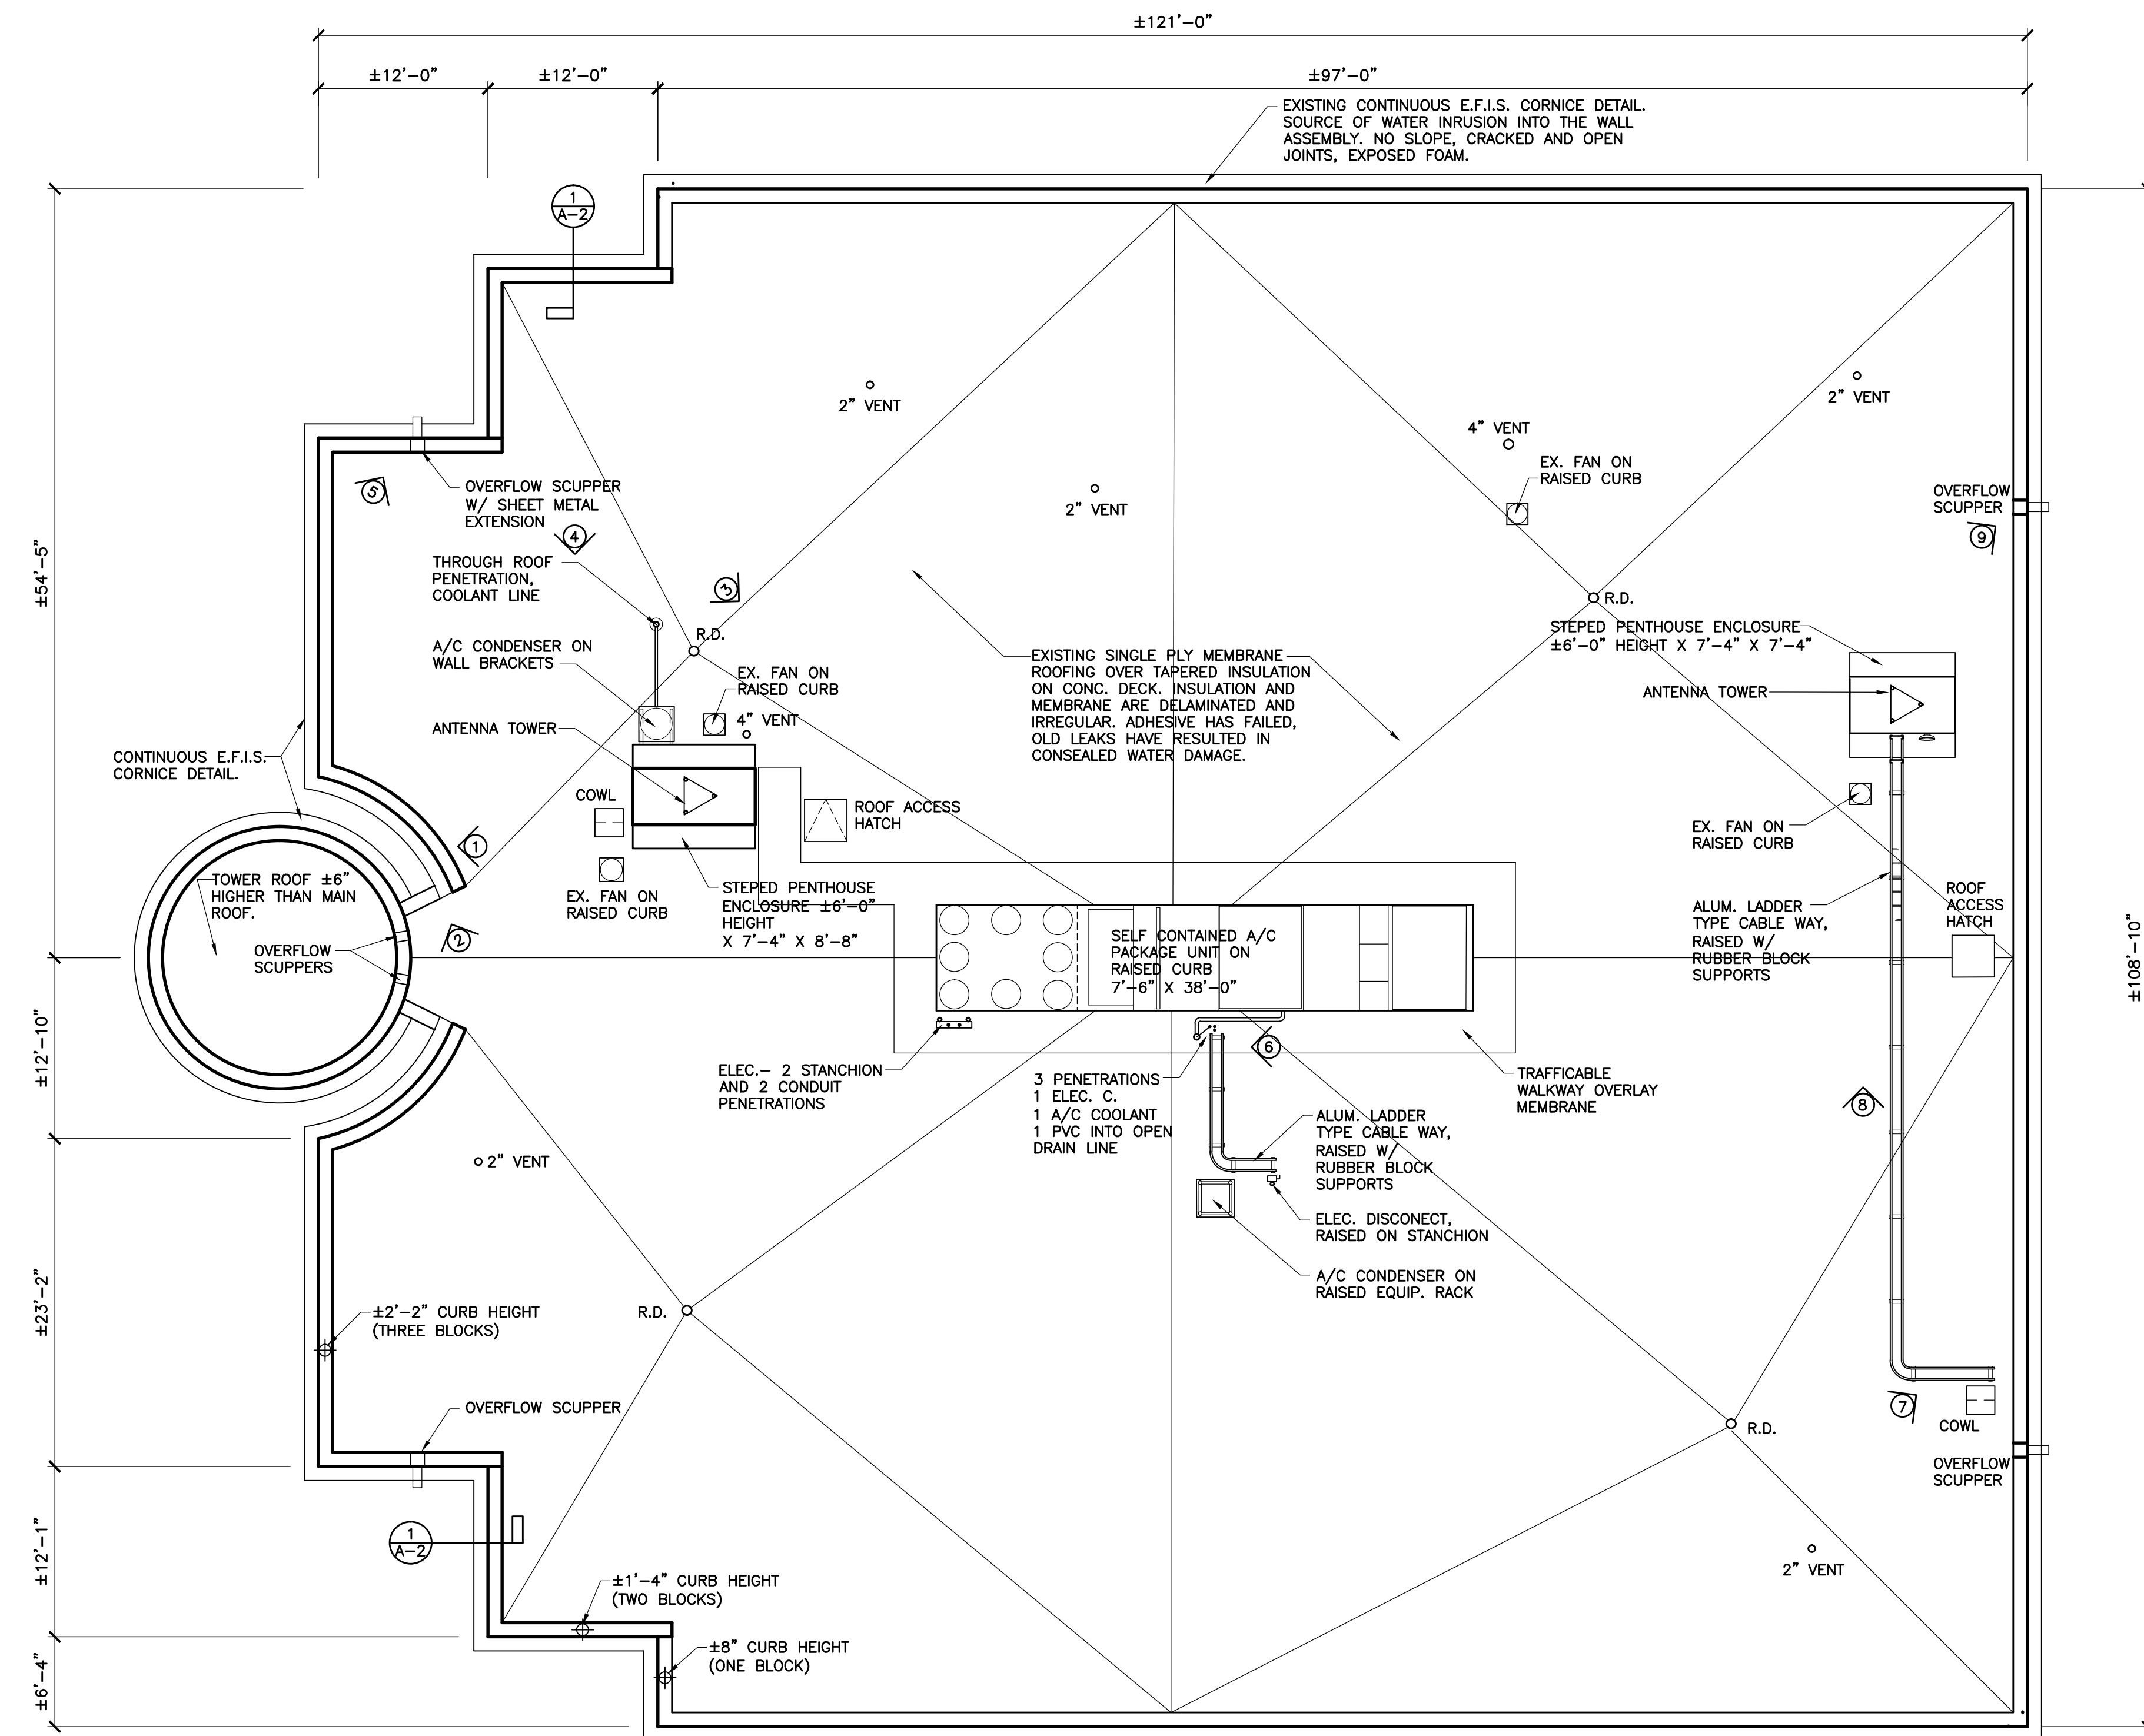 ±121'-0"
±12'-0"
±12'-0"
±97'-0"
EXISTING CONTINUOUS E.F.I.S. CORNICE DETAIL.
SOURCE OF WATER INRUSION INTO THE WALL
ASSEMBLY. NO SLOPE, CRACKED AND OPEN
JOINTS, EXPOSED FOAM.
1
A-2
2" VENT
2" VENT
4" VENT
EX. FAN ON
RAISED CURB
2" VENT
OVERFLOW
SCUPPER
9
5
OVERFLOW SCUPPER
W/ SHEET METAL
EXTENSION
4
THROUGH ROOF
PENETRATION,
COOLANT LINE
3
±54'-5"
R.D.
R.D.
A/C CONDENSER ON
WALL BRACKETS
EX. FAN ON
RAISED CURB
4" VENT
ANTENNA TOWER
EXISTING SINGLE PLY MEMBRANE
ROOFING OVER TAPERED INSULATION
ON CONC. DECK. INSULATION AND
MEMBRANE ARE DELAMINATED AND
IRREGULAR. ADHESIVE HAS FAILED,
OLD LEAKS HAVE RESULTED IN
CONSEALED WATER DAMAGE.
STEPED PENTHOUSE ENCLOSURE
±6'-0" HEIGHT X 7'-4" X 7'-4"
ANTENNA TOWER
CONTINUOUS E.F.I.S.
CORNICE DETAIL.
COWL
ROOF ACCESS
HATCH
EX. FAN ON
RAISED CURB
1
TOWER ROOF ±6"
HIGHER THAN MAIN
ROOF.
EX. FAN ON
RAISED CURB
STEPED PENTHOUSE
ENCLOSURE ±6'-0"
HEIGHT
X 7'-4" X 8'-8"
ALUM. LADDER
TYPE CABLE WAY,
RAISED W/
RUBBER BLOCK
SUPPORTS
ROOF
ACCESS
HATCH
±108'-10"
2
OVERFLOW
SCUPPERS
SELF CONTAINED A/C
PACKAGE UNIT ON
RAISED CURB
7'-6" X 38'-0"
±12'-10"
6
ELEC.- 2 STANCHION
AND 2 CONDUIT
PENETRATIONS
3 PENETRATIONS
1 ELEC. C.
1 A/C COOLANT
1 PVC INTO OPEN
DRAIN LINE
TRAFFICABLE
WALKWAY OVERLAY
MEMBRANE
8
ALUM. LADDER
TYPE CABLE WAY,
RAISED W/
RUBBER BLOCK
SUPPORTS
2" VENT
ELEC. DISCONECT,
RAISED ON STANCHION
A/C CONDENSER ON
RAISED EQUIP. RACK
±23'-2"
±2'-2" CURB HEIGHT
(THREE BLOCKS)
R.D.
OVERFLOW SCUPPER
7
COWL
R.D.
OVERFLOW
SCUPPER
1
A-2
±12'-1"
2" VENT
±1'-4" CURB HEIGHT
(TWO BLOCKS)
±8" CURB HEIGHT
(ONE BLOCK)
±6'-4"